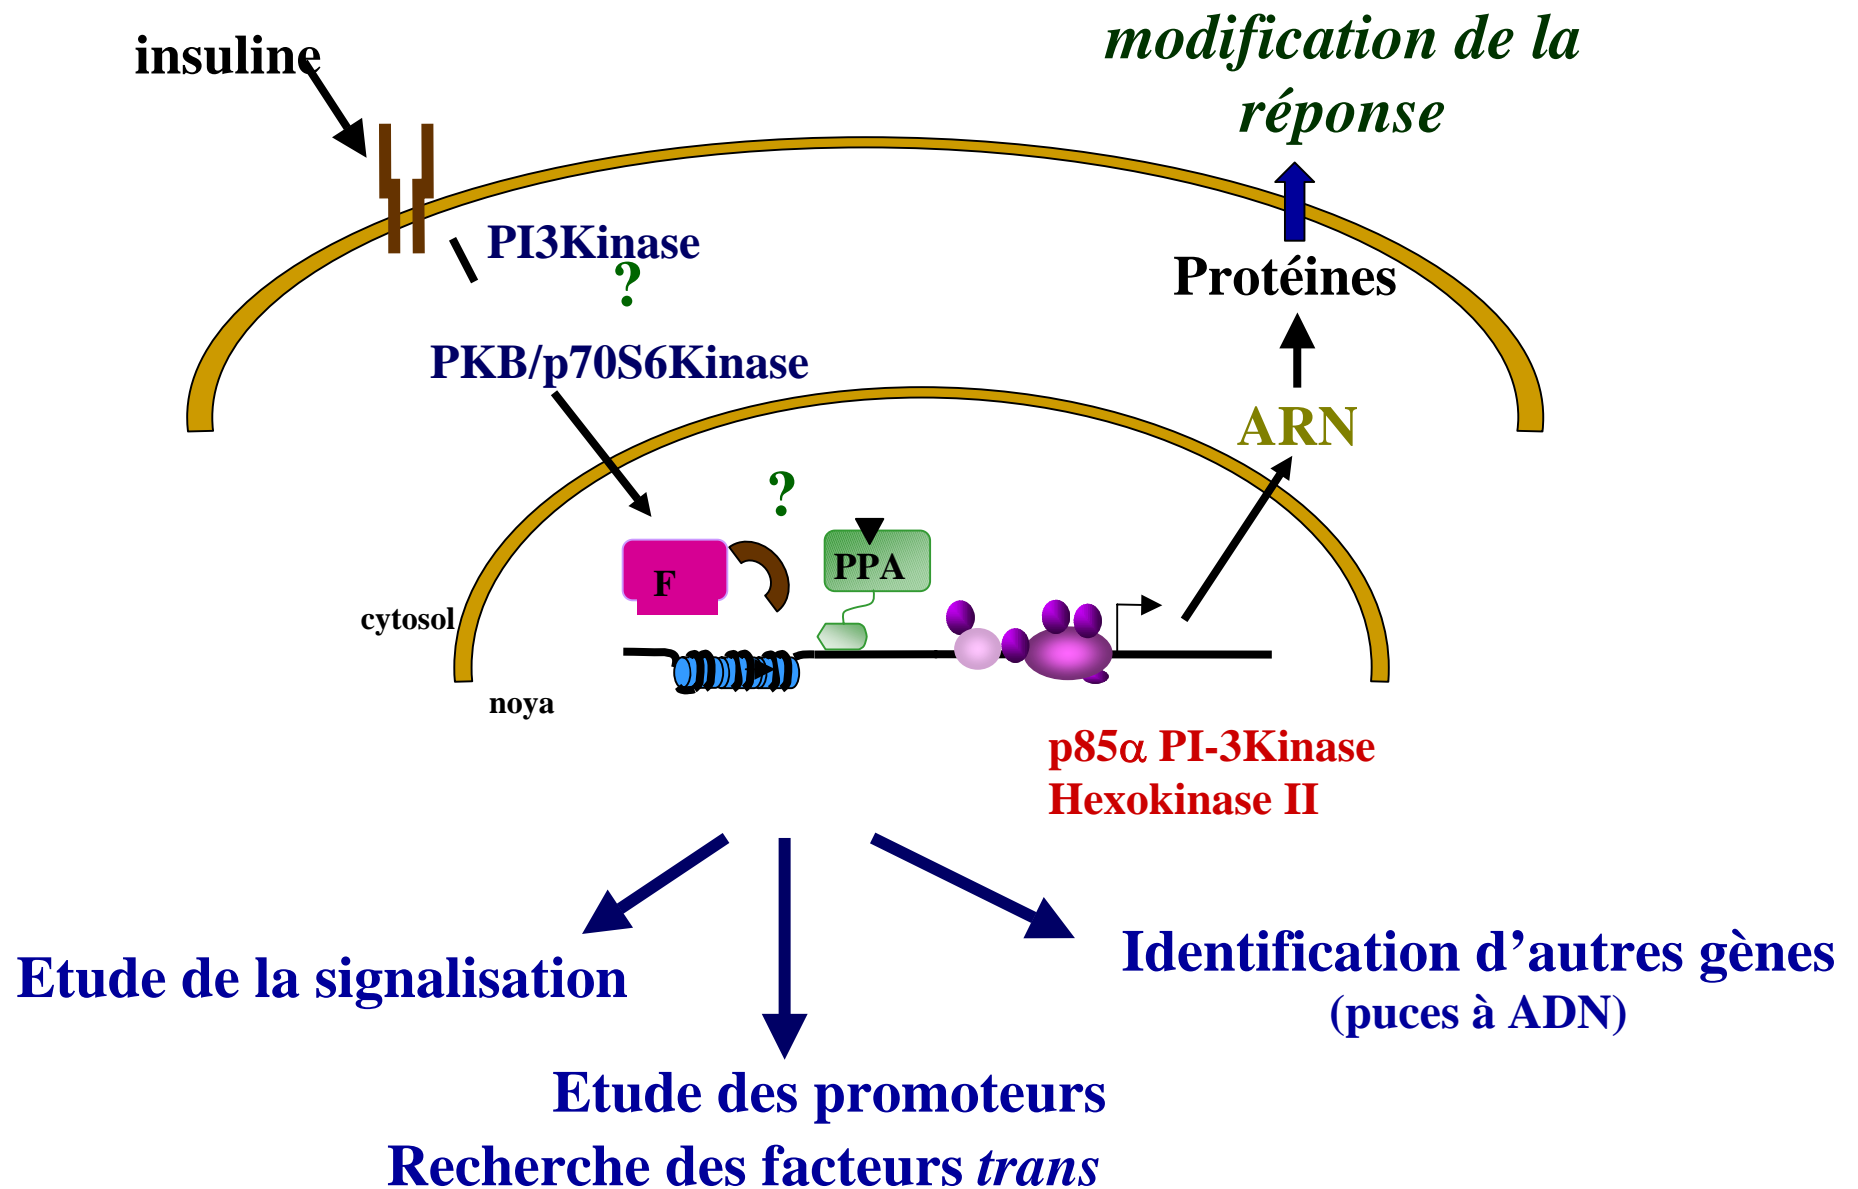 insuline
modification de la
réponse
PI3Kinase
?
Protéines
PKB/p70S6Kinase
ARN
?
F
PPA
cytosol
noya
p85α PI-3Kinase
Hexokinase II
Etude de la signalisation
Identification d’autres gènes
(puces à ADN)
Etude des promoteurs
Recherche des facteurs trans